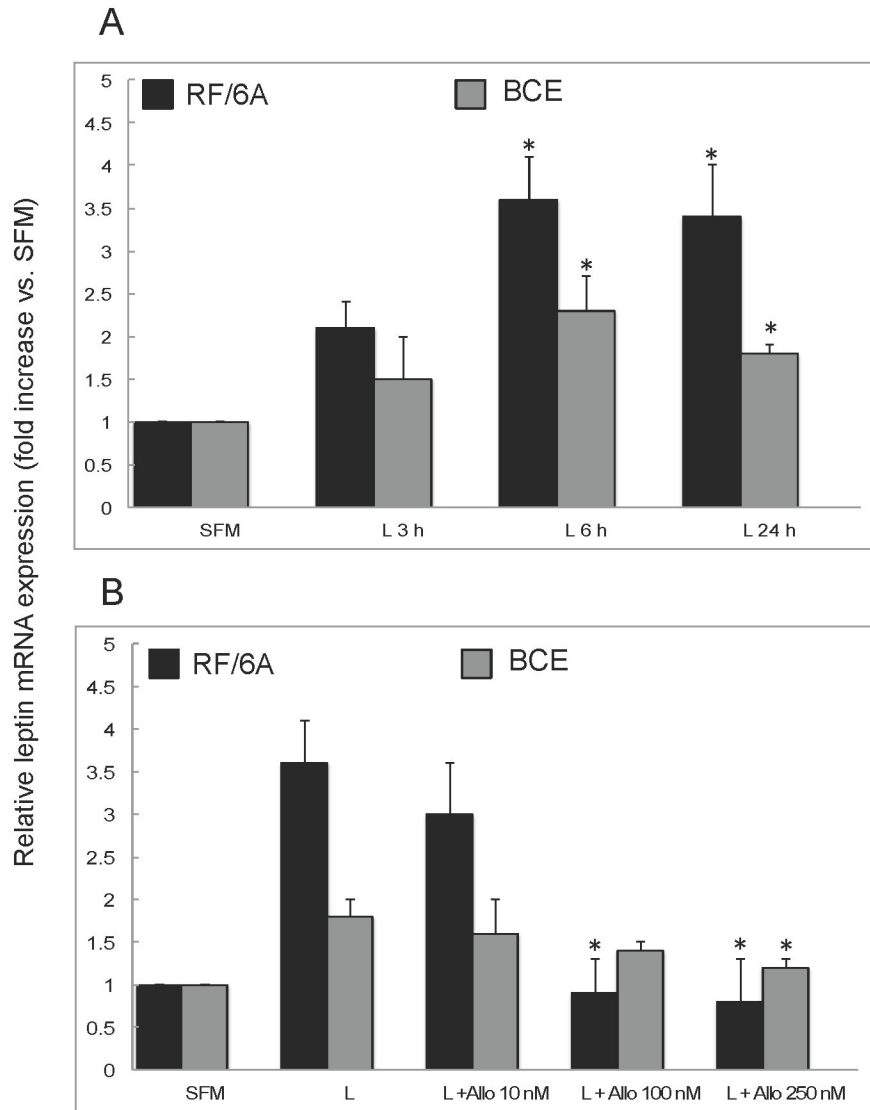 A
Relative leptin mRNA expression (fold increase vs. SFM)
RF/6A BCE
5
4.5
4
3.5
3
2.5
2
1.5
1
0.5
0
* * * *
SFM L 3 h L 6 h L 24 h
B
RF/6A BCE
5
4.5
4
3.5
3
2.5
2
1.5
1
0.5
0
* * *
SFM L L +Allo 10 nM L + Allo 100 nM L + Allo 250 nM